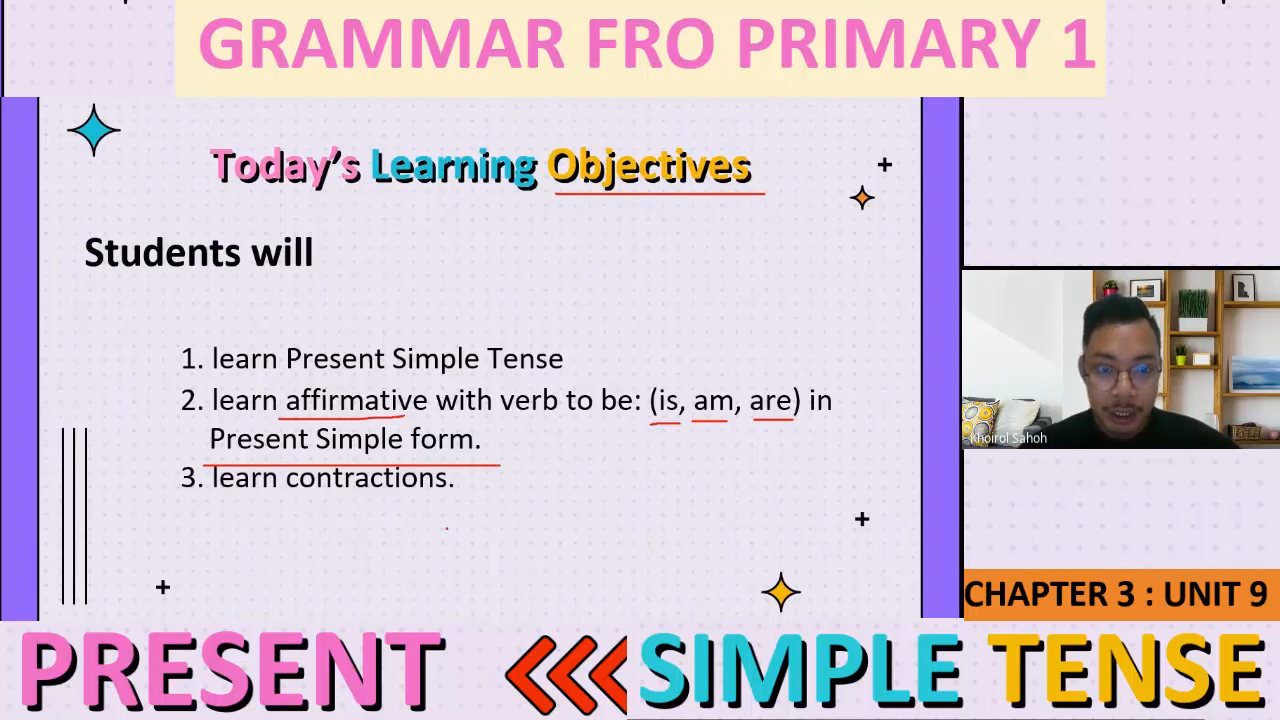 GRAMMAR FRO PRIMARY 1
Today's Learning Objectives
Students will
1. learn Present Simple Tense
2. learn affirmative with verb to be: (is, am, are) in
Present Simple form.
3. learn contractions.
Khoirol Sahoh
CHAPTER 3 : UNIT 9
PRESENT SIMPLE TENSE